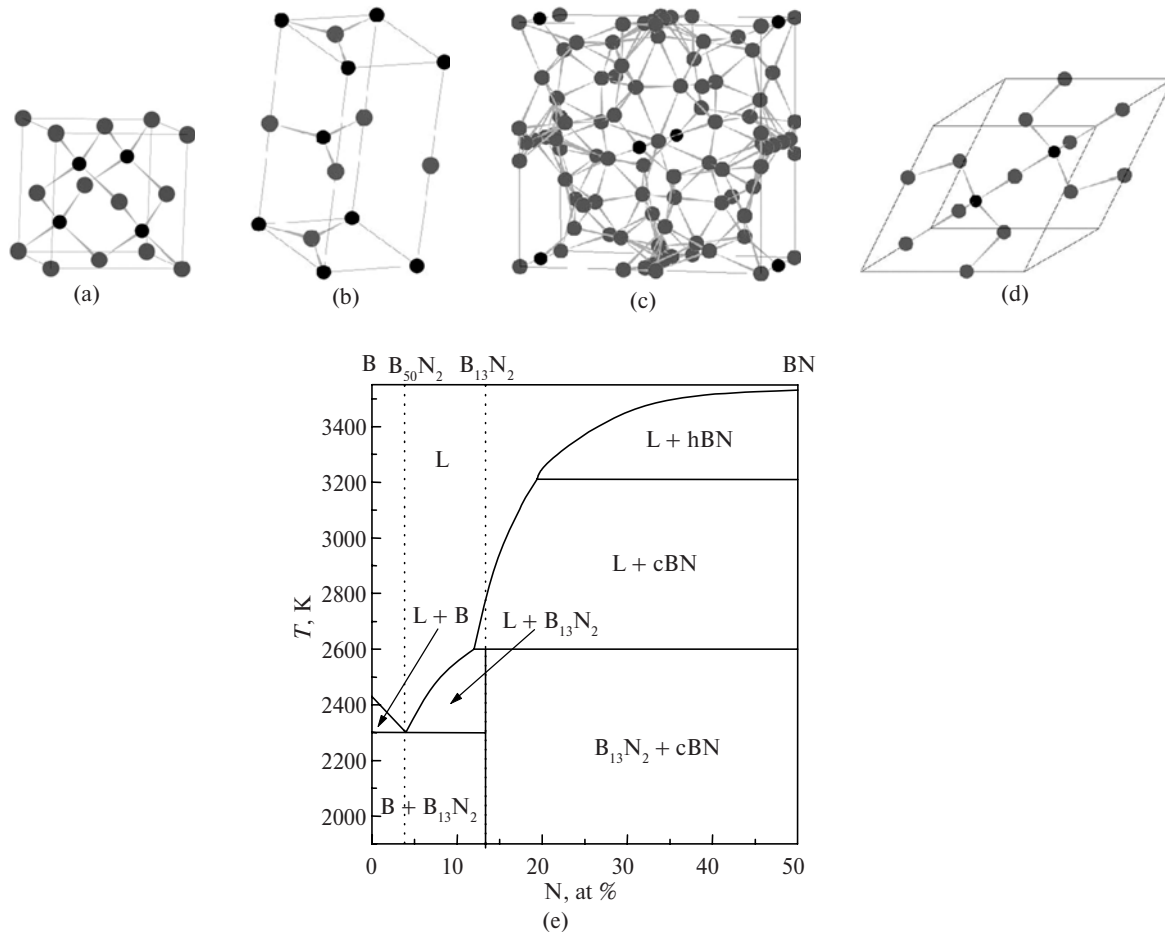 (a)
(b)
(c)
(d)
B B₅₀N₂ B₁₃N₂ BN
3400
3200
3000
2800
2600
2400
2200
2000
T, K
L
L + hBN
L + cBN
L + B
L + B₁₃N₂
B₁₃N₂ + cBN
B + B₁₃N₂
0 10 20 30 40 50
N, at %
(e)